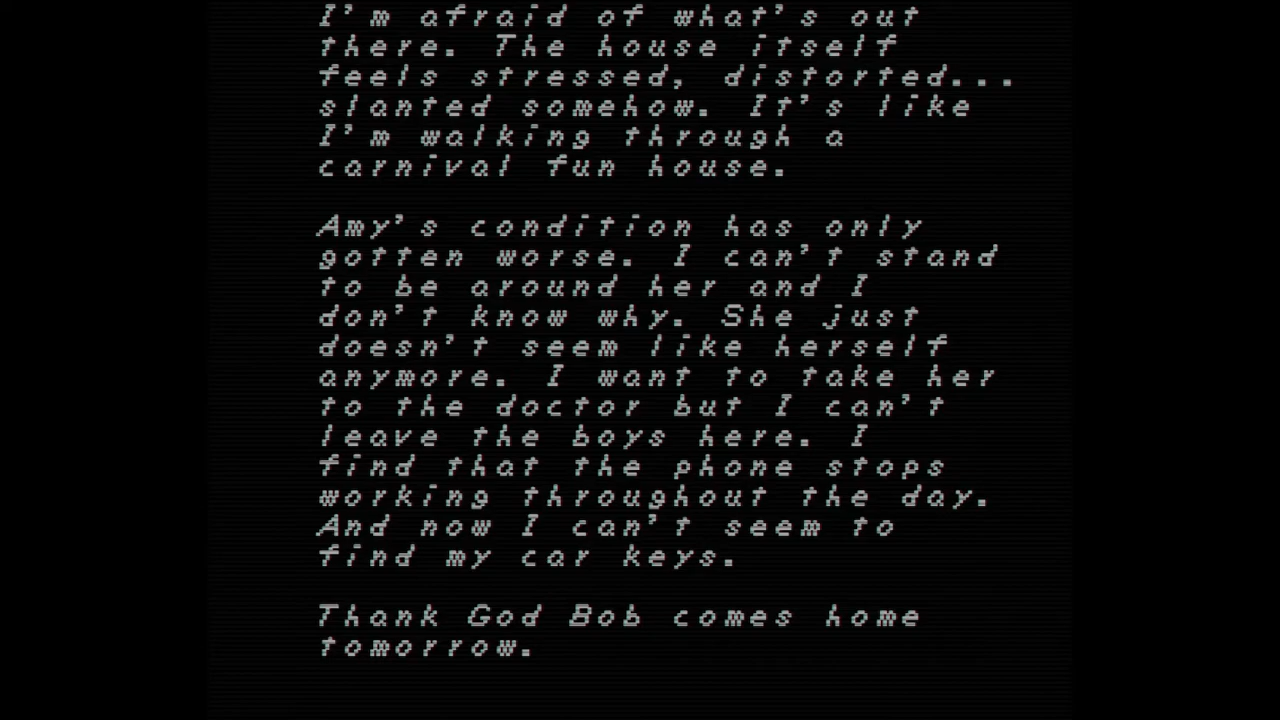 I'm afraid of what's out
there. The house itself
feels stressed, distorted...
slanted somehow. It's like
I'm walking through a
carnival fun house.
Amy's condition has only
gotten worse. I can't stand
to be around her and I
don't know why. She just
doesn't seem like herself
anymore. I want to take her
to the doctor but I can't
leave the boys here. I
find that the phone stops
working throughout the day.
And now I can't seem to
find my car keys.
Thank God Bob comes home
tomorrow.